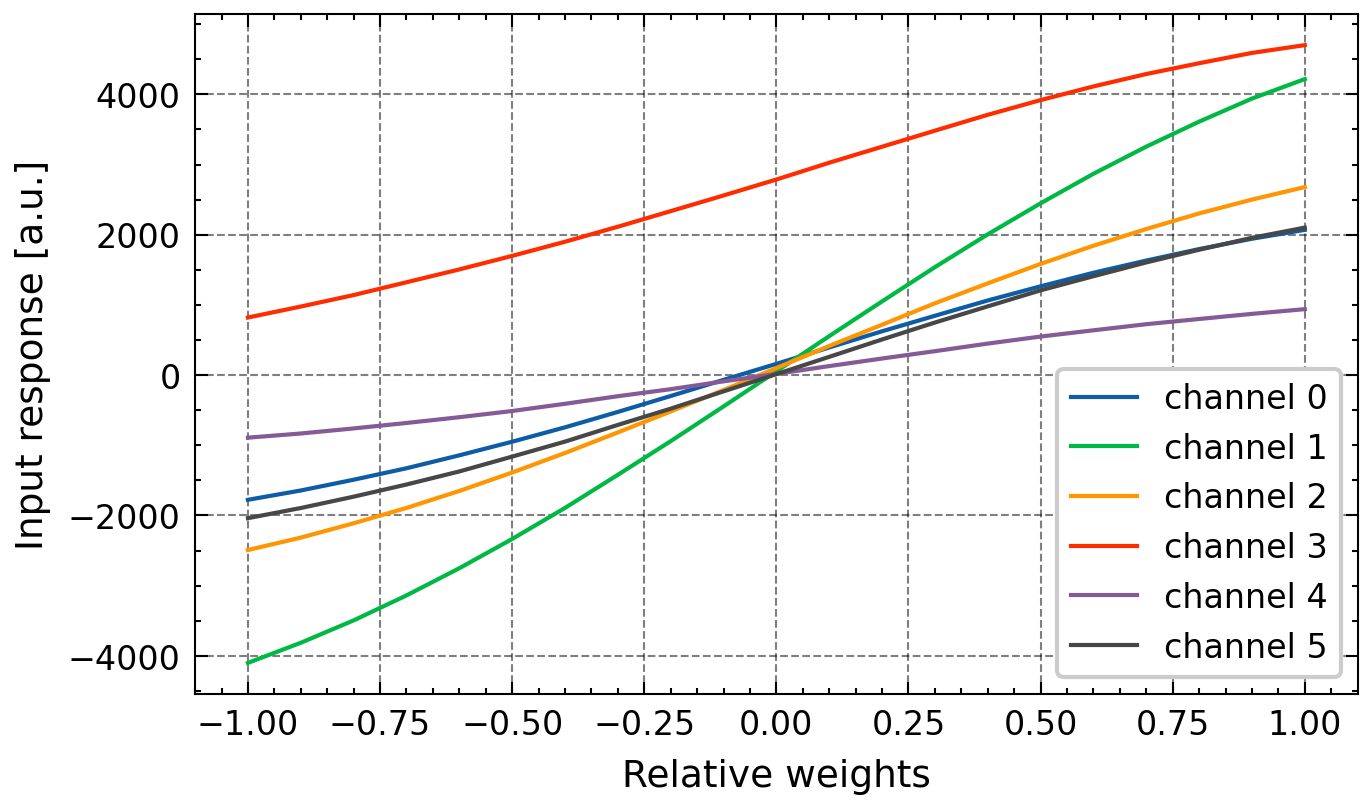 4000
2000
0
−2000
−4000
Input response [a.u.]
−1.00 −0.75 −0.50 −0.25 0.00 0.25 0.50 0.75 1.00
Relative weights
channel 0
channel 1
channel 2
channel 3
channel 4
channel 5